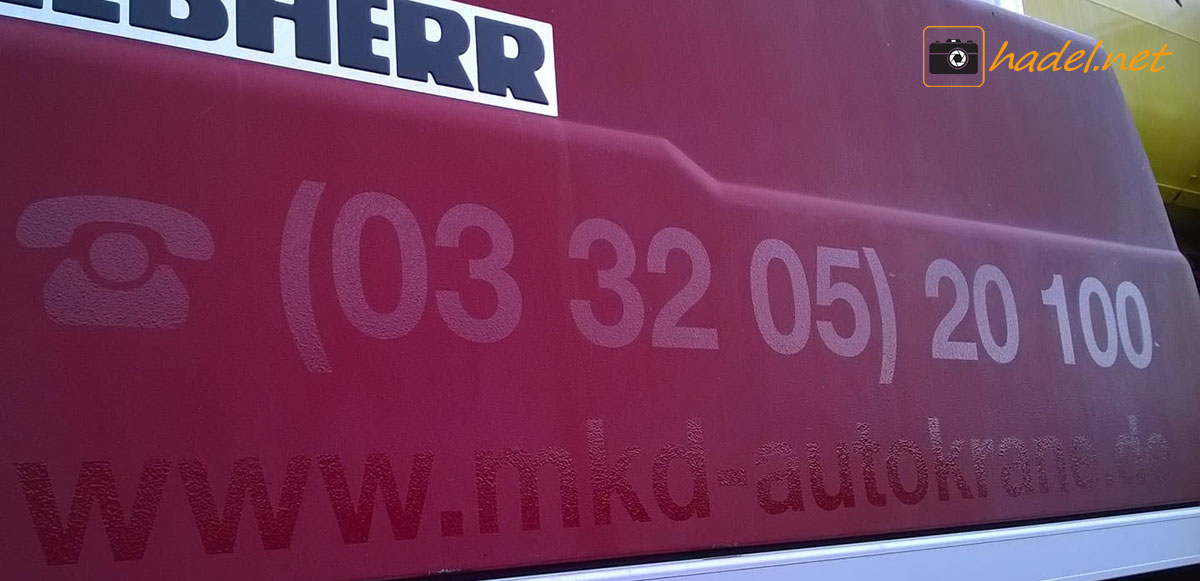 EBHERR
hadel.net
(03 32 05) 20 100
www.mkd-autokrane.de